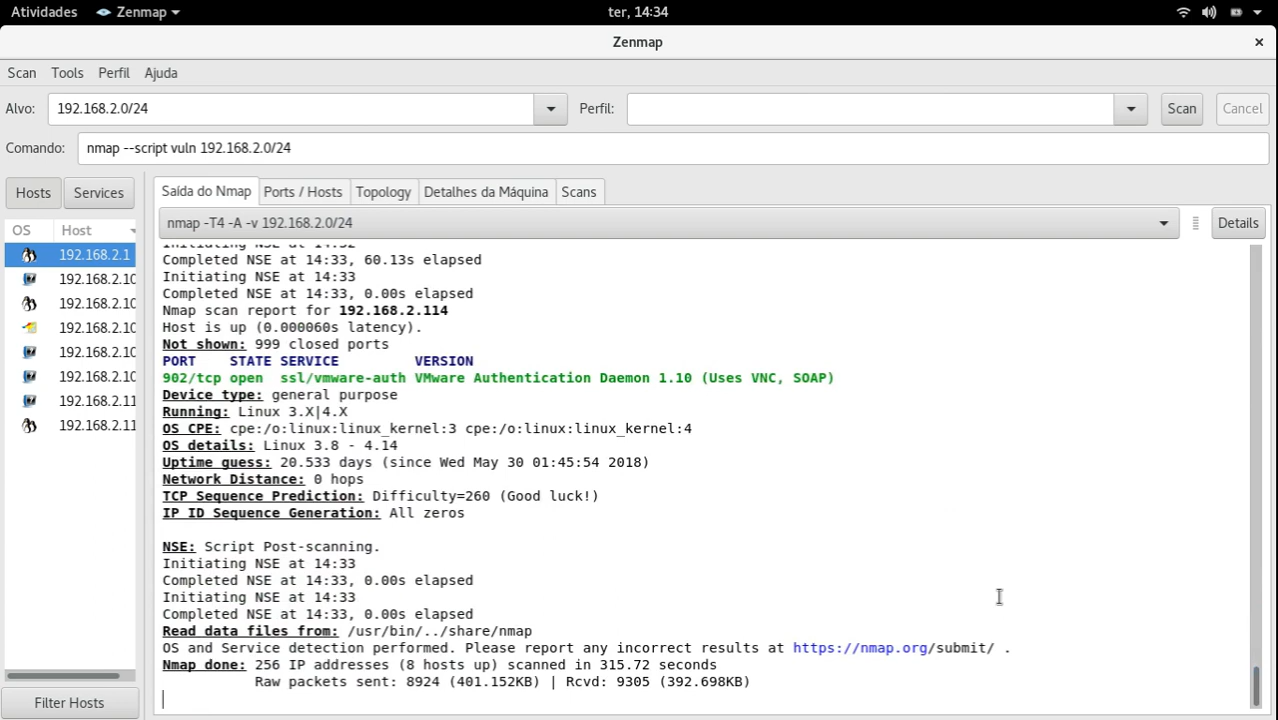 Atividades Zenmap ter, 14:34
Zenmap
Scan Tools Perfil Ajuda
Alvo: 192.168.2.0/24 Perfil: Scan Cancel
Comando: nmap --script vuln 192.168.2.0/24
Hosts Services Saída do Nmap Ports / Hosts Topology Detalhes da Máquina Scans
nmap -T4 -A -v 192.168.2.0/24 Details
OS Host
192.168.2.1
192.168.2.10
192.168.2.10
192.168.2.10
192.168.2.10
192.168.2.10
192.168.2.11
192.168.2.11
Filter Hosts
Initiating NSE at 14:32
Completed NSE at 14:33, 60.13s elapsed
Initiating NSE at 14:33
Completed NSE at 14:33, 0.00s elapsed
Nmap scan report for 192.168.2.114
Host is up (0.000060s latency).
Not shown: 999 closed ports
PORT STATE SERVICE VERSION
902/tcp open ssl/vmware-auth VMware Authentication Daemon 1.10 (Uses VNC, SOAP)
Device type: general purpose
Running: Linux 3.X|4.X
OS CPE: cpe:/o:linux:linux_kernel:3 cpe:/o:linux:linux_kernel:4
OS details: Linux 3.8 - 4.14
Uptime guess: 20.533 days (since Wed May 30 01:45:54 2018)
Network Distance: 0 hops
TCP Sequence Prediction: Difficulty=260 (Good luck!)
IP ID Sequence Generation: All zeros
NSE: Script Post-scanning.
Initiating NSE at 14:33
Completed NSE at 14:33, 0.00s elapsed
Initiating NSE at 14:33
Completed NSE at 14:33, 0.00s elapsed
Read data files from: /usr/bin/../share/nmap
OS and Service detection performed. Please report any incorrect results at https://nmap.org/submit/ .
Nmap done: 256 IP addresses (8 hosts up) scanned in 315.72 seconds
Raw packets sent: 8924 (401.152KB) | Rcvd: 9305 (392.698KB)